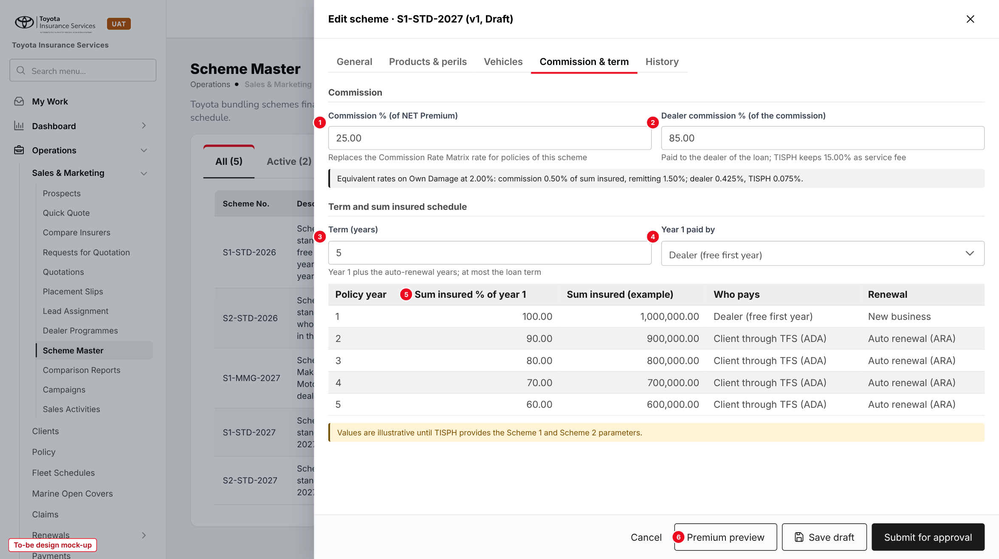 Toyota
Insurance Services
UAT
Toyota Insurance Services
Search menu...
My Work
Dashboard
Operations
Sales & Marketing
Prospects
Quick Quote
Compare Insurers
Requests for Quotation
Quotations
Placement Slips
Lead Assignment
Dealer Programmes
Scheme Master
Comparison Reports
Campaigns
Sales Activities
Clients
Policy
Fleet Schedules
Marine Open Covers
Claims
Renewals
To-be design mock-up
Payments
Scheme Master
Operations • Sales & Marketing
Toyota bundling schemes fina
schedule.
All (5)
Active (2)
Scheme No.
Desc
S1-STD-2026
Sche
stan
free
year
year
S2-STD-2026
Sche
stan
who
in th
S1-MMG-2027
Sche
Mak
Moto
deal
S1-STD-2027
Sche
stan
2027
S2-STD-2027
Sche
stan
2027
Edit scheme · S1-STD-2027 (v1, Draft)
General
Products & perils
Vehicles
Commission & term
History
Commission
1
Commission % (of NET Premium)
25.00
Replaces the Commission Rate Matrix rate for policies of this scheme
2
Dealer commission % (of the commission)
85.00
Paid to the dealer of the loan; TISPH keeps 15.00% as service fee
Equivalent rates on Own Damage at 2.00%: commission 0.50% of sum insured, remitting 1.50%; dealer 0.425%, TISPH 0.075%.
Term and sum insured schedule
3
Term (years)
5
Year 1 plus the auto-renewal years; at most the loan term
4
Year 1 paid by
Dealer (free first year)
Policy year 5 Sum insured % of year 1 Sum insured (example) Who pays Renewal
1 100.00 1,000,000.00 Dealer (free first year) New business
2 90.00 900,000.00 Client through TFS (ADA) Auto renewal (ARA)
3 80.00 800,000.00 Client through TFS (ADA) Auto renewal (ARA)
4 70.00 700,000.00 Client through TFS (ADA) Auto renewal (ARA)
5 60.00 600,000.00 Client through TFS (ADA) Auto renewal (ARA)
Values are illustrative until TISPH provides the Scheme 1 and Scheme 2 parameters.
Cancel
6
Premium preview
Save draft
Submit for approval